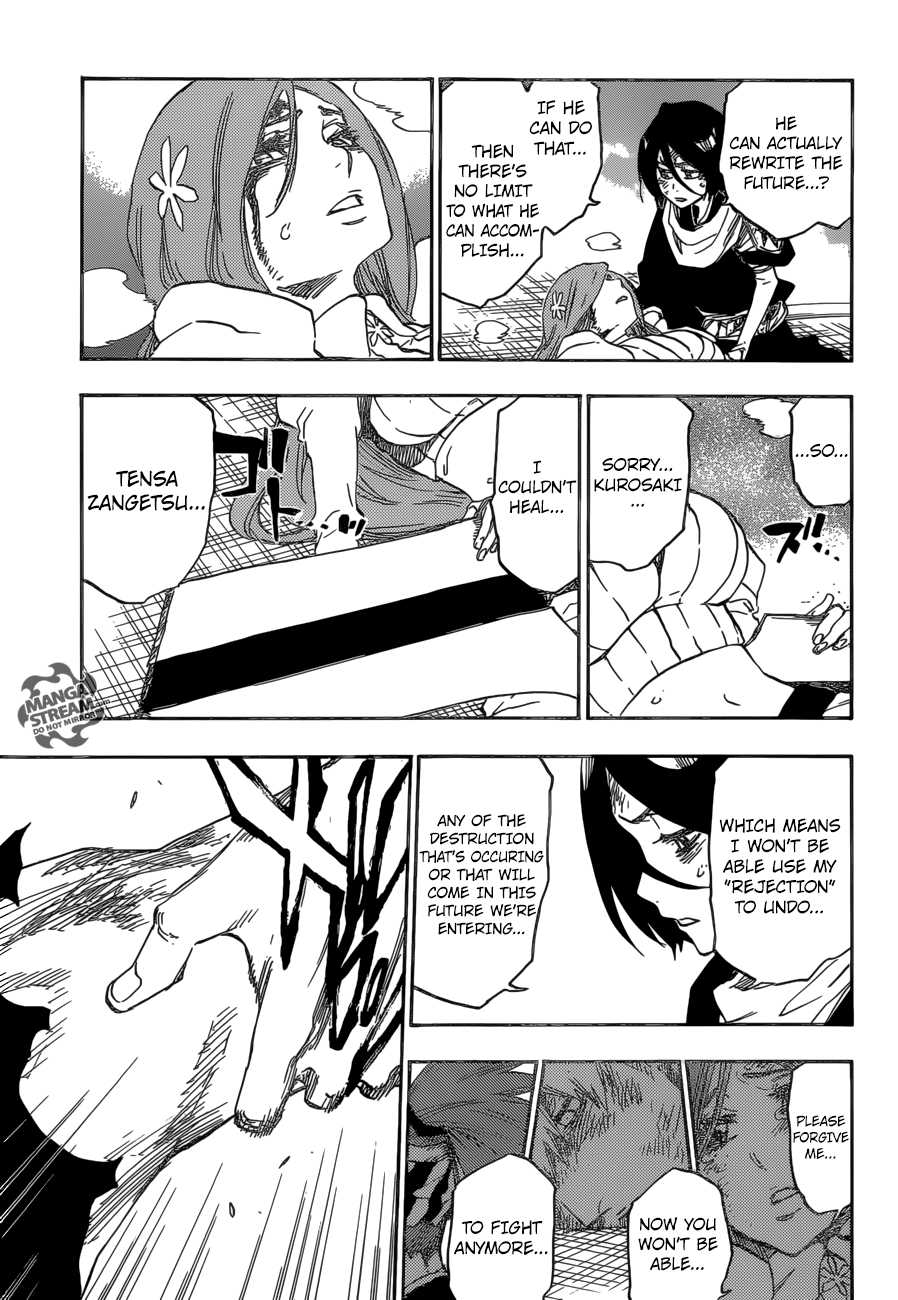 HE
CAN ACTUALLY
REWRITE THE
FUTURE...?
IF HE
CAN DO
THAT...
THEN
THERE'S
NO LIMIT
TO WHAT HE
CAN ACCOM-
PLISH...
...SO...
SORRY...
KUROSAKI
...
ズ
I
COULDN'T
HEAL...
TENSA
ZANGETSU...
MANGA
STREAM.com
DO NOT MIRROR
WHICH MEANS
I WON'T BE
ABLE USE MY
"REJECTION"
TO UNDO...
ANY OF THE
DESTRUCTION
THAT'S OCCURING
OR THAT WILL
COME IN THIS
FUTURE WE'RE
ENTERING...
PLEASE
FORGIVE
ME...
NOW YOU
WON'T BE
ABLE...
TO FIGHT
ANYMORE...